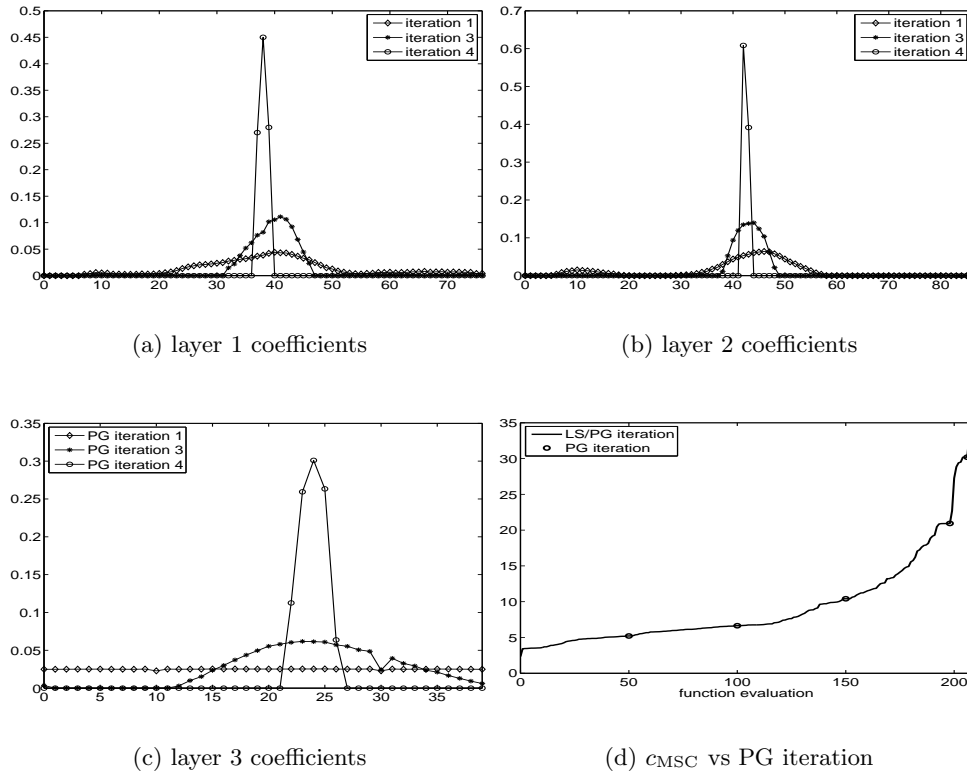 0.5
0.45
0.4
0.35
0.3
0.25
0.2
0.15
0.1
0.05
0
0 10 20 30 40 50 60 70
iteration 1
iteration 3
iteration 4
(a) layer 1 coefficients
0.7
0.6
0.5
0.4
0.3
0.2
0.1
0
0 10 20 30 40 50 60 70 80
iteration 1
iteration 3
iteration 4
(b) layer 2 coefficients
0.35
0.3
0.25
0.2
0.15
0.1
0.05
0
0 5 10 15 20 25 30 35
PG iteration 1
PG iteration 3
PG iteration 4
(c) layer 3 coefficients
35
30
25
20
15
10
5
0
0 50 100 150 200
LS/PG iteration
PG iteration
function evaluation
(d) cMSC vs PG iteration